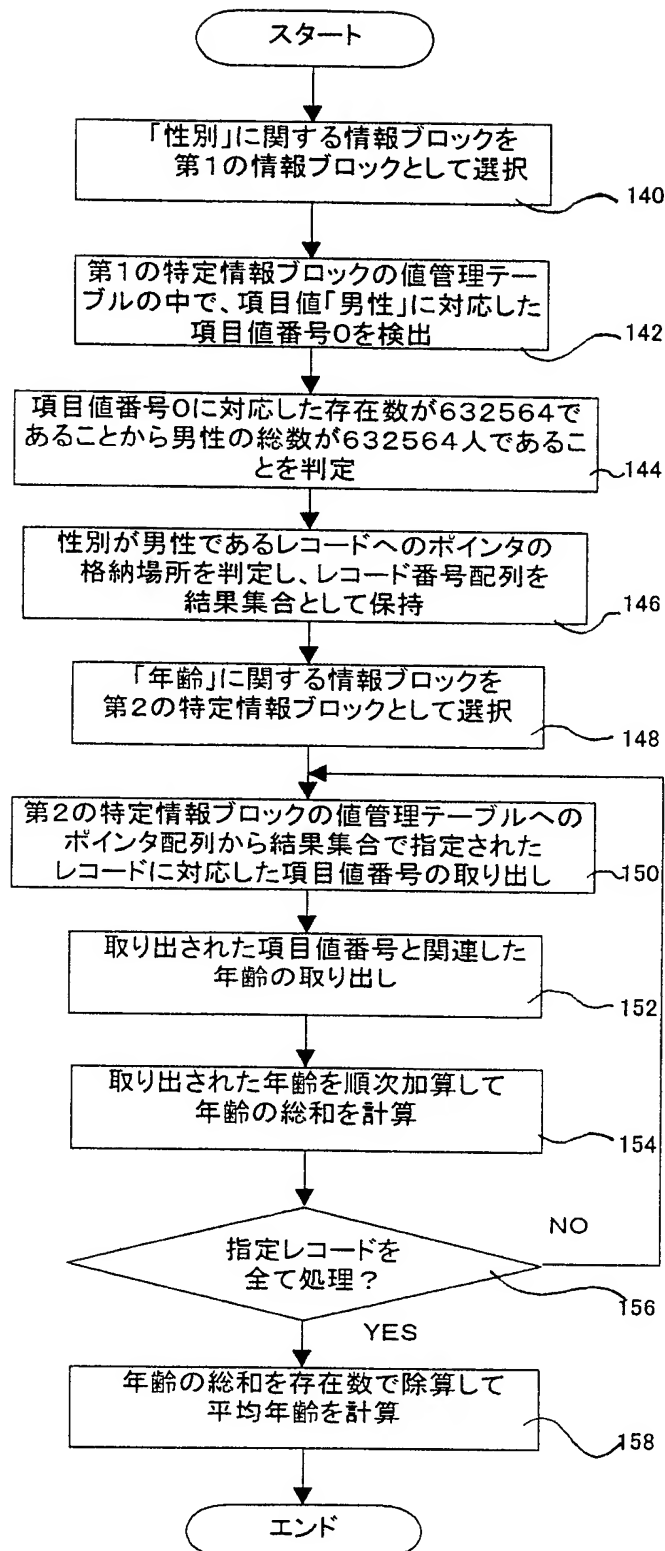 スタート
「性別」に関する情報ブロックを
第1の情報ブロックとして選択
140
第1の特定情報ブロックの値管理テー
ブルの中で、項目値「男性」に対応した
項目値番号0を検出
142
項目値番号0に対応した存在数が632564で
あることから男性の総数が632564人であるこ
とを判定
144
性別が男性であるレコードへのポインタの
格納場所を判定し、レコード番号配列を
結果集合として保持
146
「年齢」に関する情報ブロックを
第2の特定情報ブロックとして選択
148
第2の特定情報ブロックの値管理テーブルへの
ポインタ配列から結果集合で指定された
レコードに対応した項目値番号の取り出し
150
取り出された項目値番号と関連した
年齢の取り出し
152
取り出された年齢を順次加算して
年齢の総和を計算
154
指定レコードを
全て処理?
NO
156
YES
年齢の総和を存在数で除算して
平均年齢を計算
158
エンド